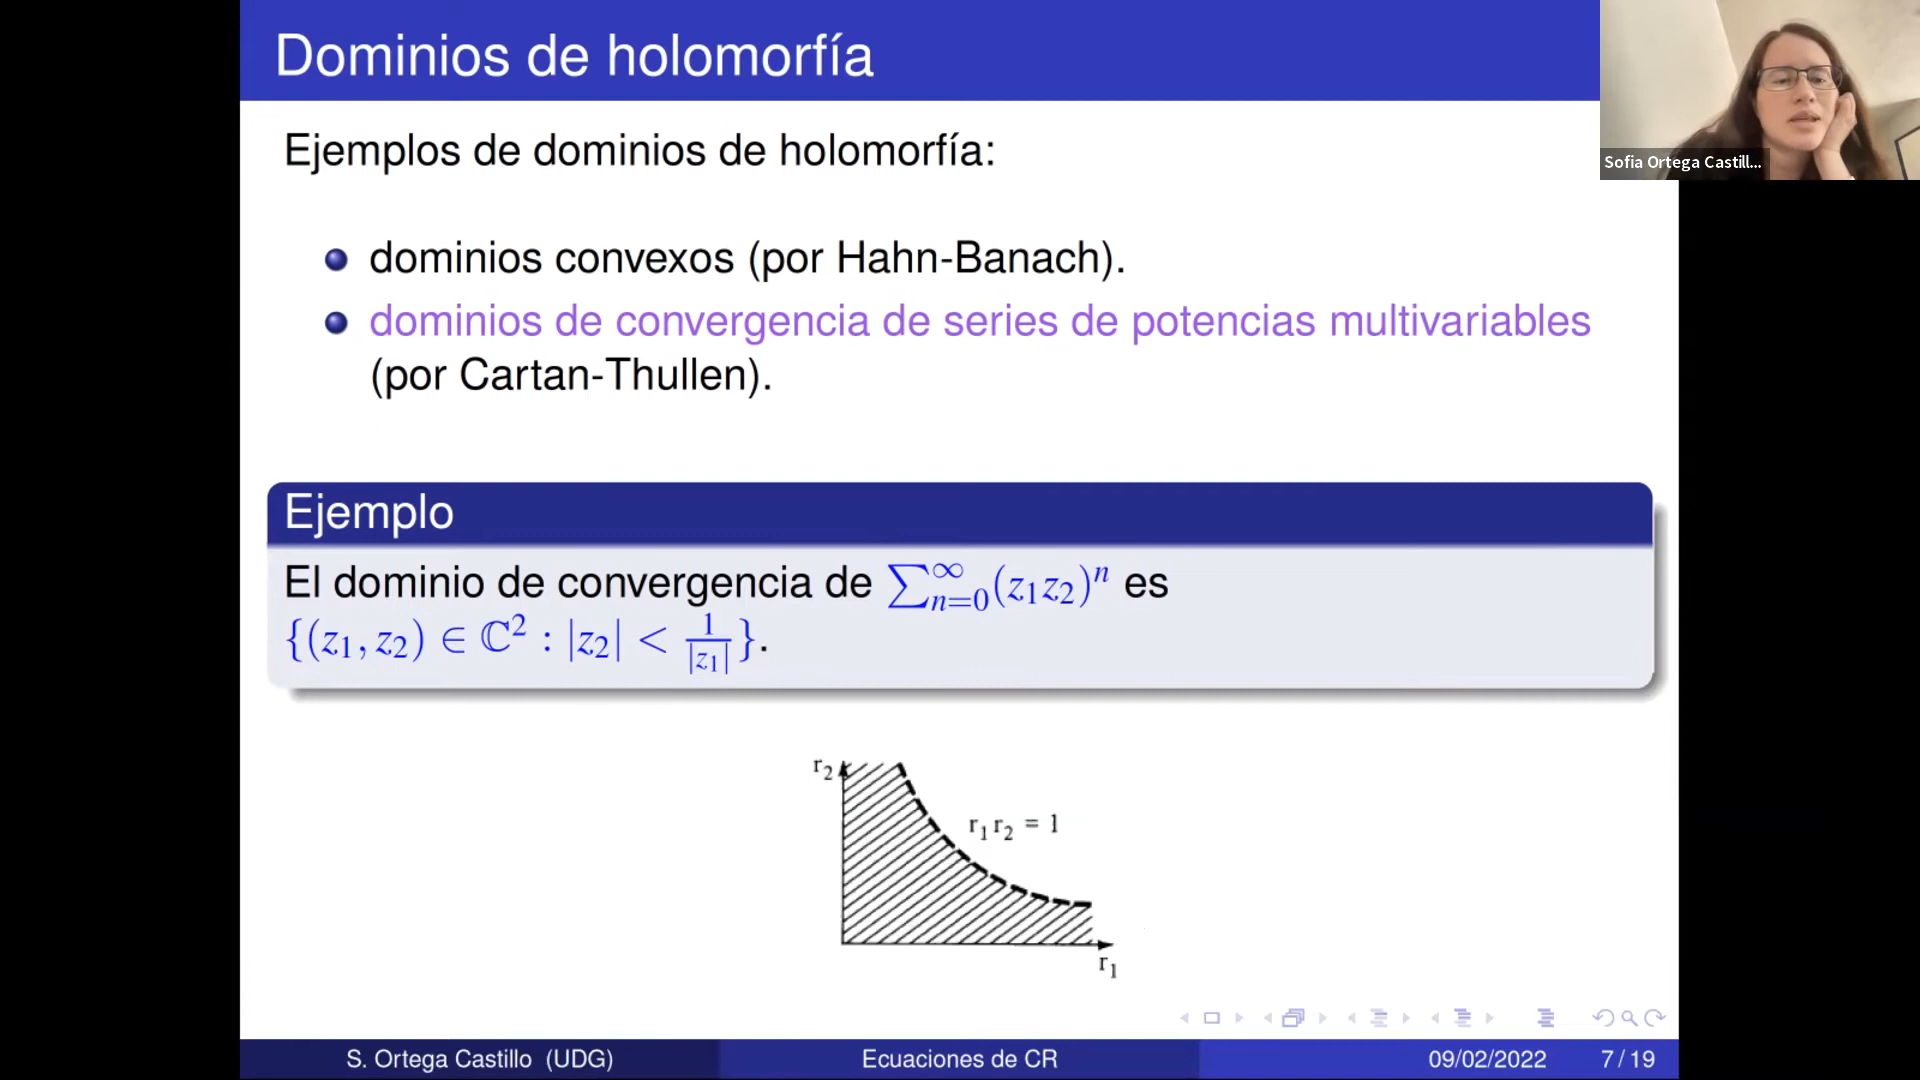 Dominios de holomorfía
Sofia Ortega Castill...
Ejemplos de dominios de holomorfía:
dominios convexos (por Hahn-Banach).
dominios de convergencia de series de potencias multivariables
(por Cartan-Thullen).
Ejemplo
El dominio de convergencia de ∑_{n=0}^{∞}(z₁z₂)ⁿ es
{(z₁, z₂) ∈ ℂ² : |z₂| < 1/|z₁|}.
r₂
r₁ r₂ = 1
r₁
S. Ortega Castillo (UDG) Ecuaciones de CR 09/02/2022 7 / 19